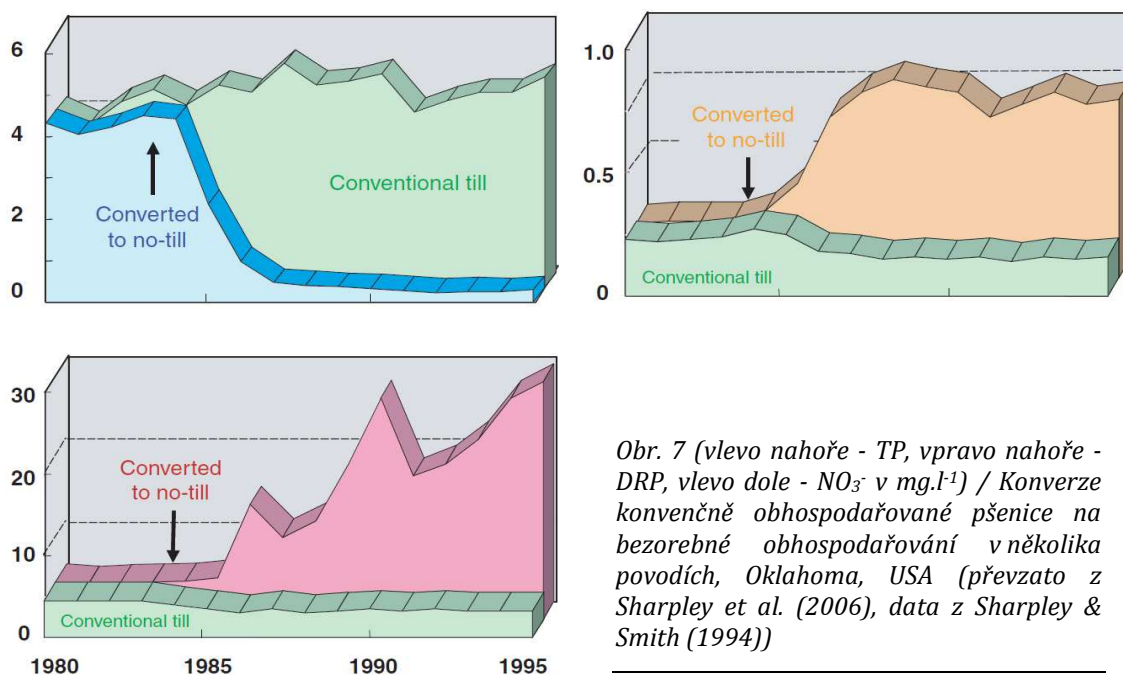 6
4
2
0
Conventional till
Converted
to no-till
1985
1990
1995
1.0
0.5
0
Converted
to no-till
Conventional till
30
20
10
0
Converted
to no-till
Conventional till
1980
1985
1990
1995
Obr. 7 (vlevo nahoře - TP, vpravo nahoře -
DRP, vlevo dole - NO₃⁻ v mg.l⁻¹) / Konverze
konvenčně obhospodařované pšenice na
bezorebné obhospodařování v několika
povodích, Oklahoma, USA (převzato z
Sharpley et al. (2006), data z Sharpley &
Smith (1994))